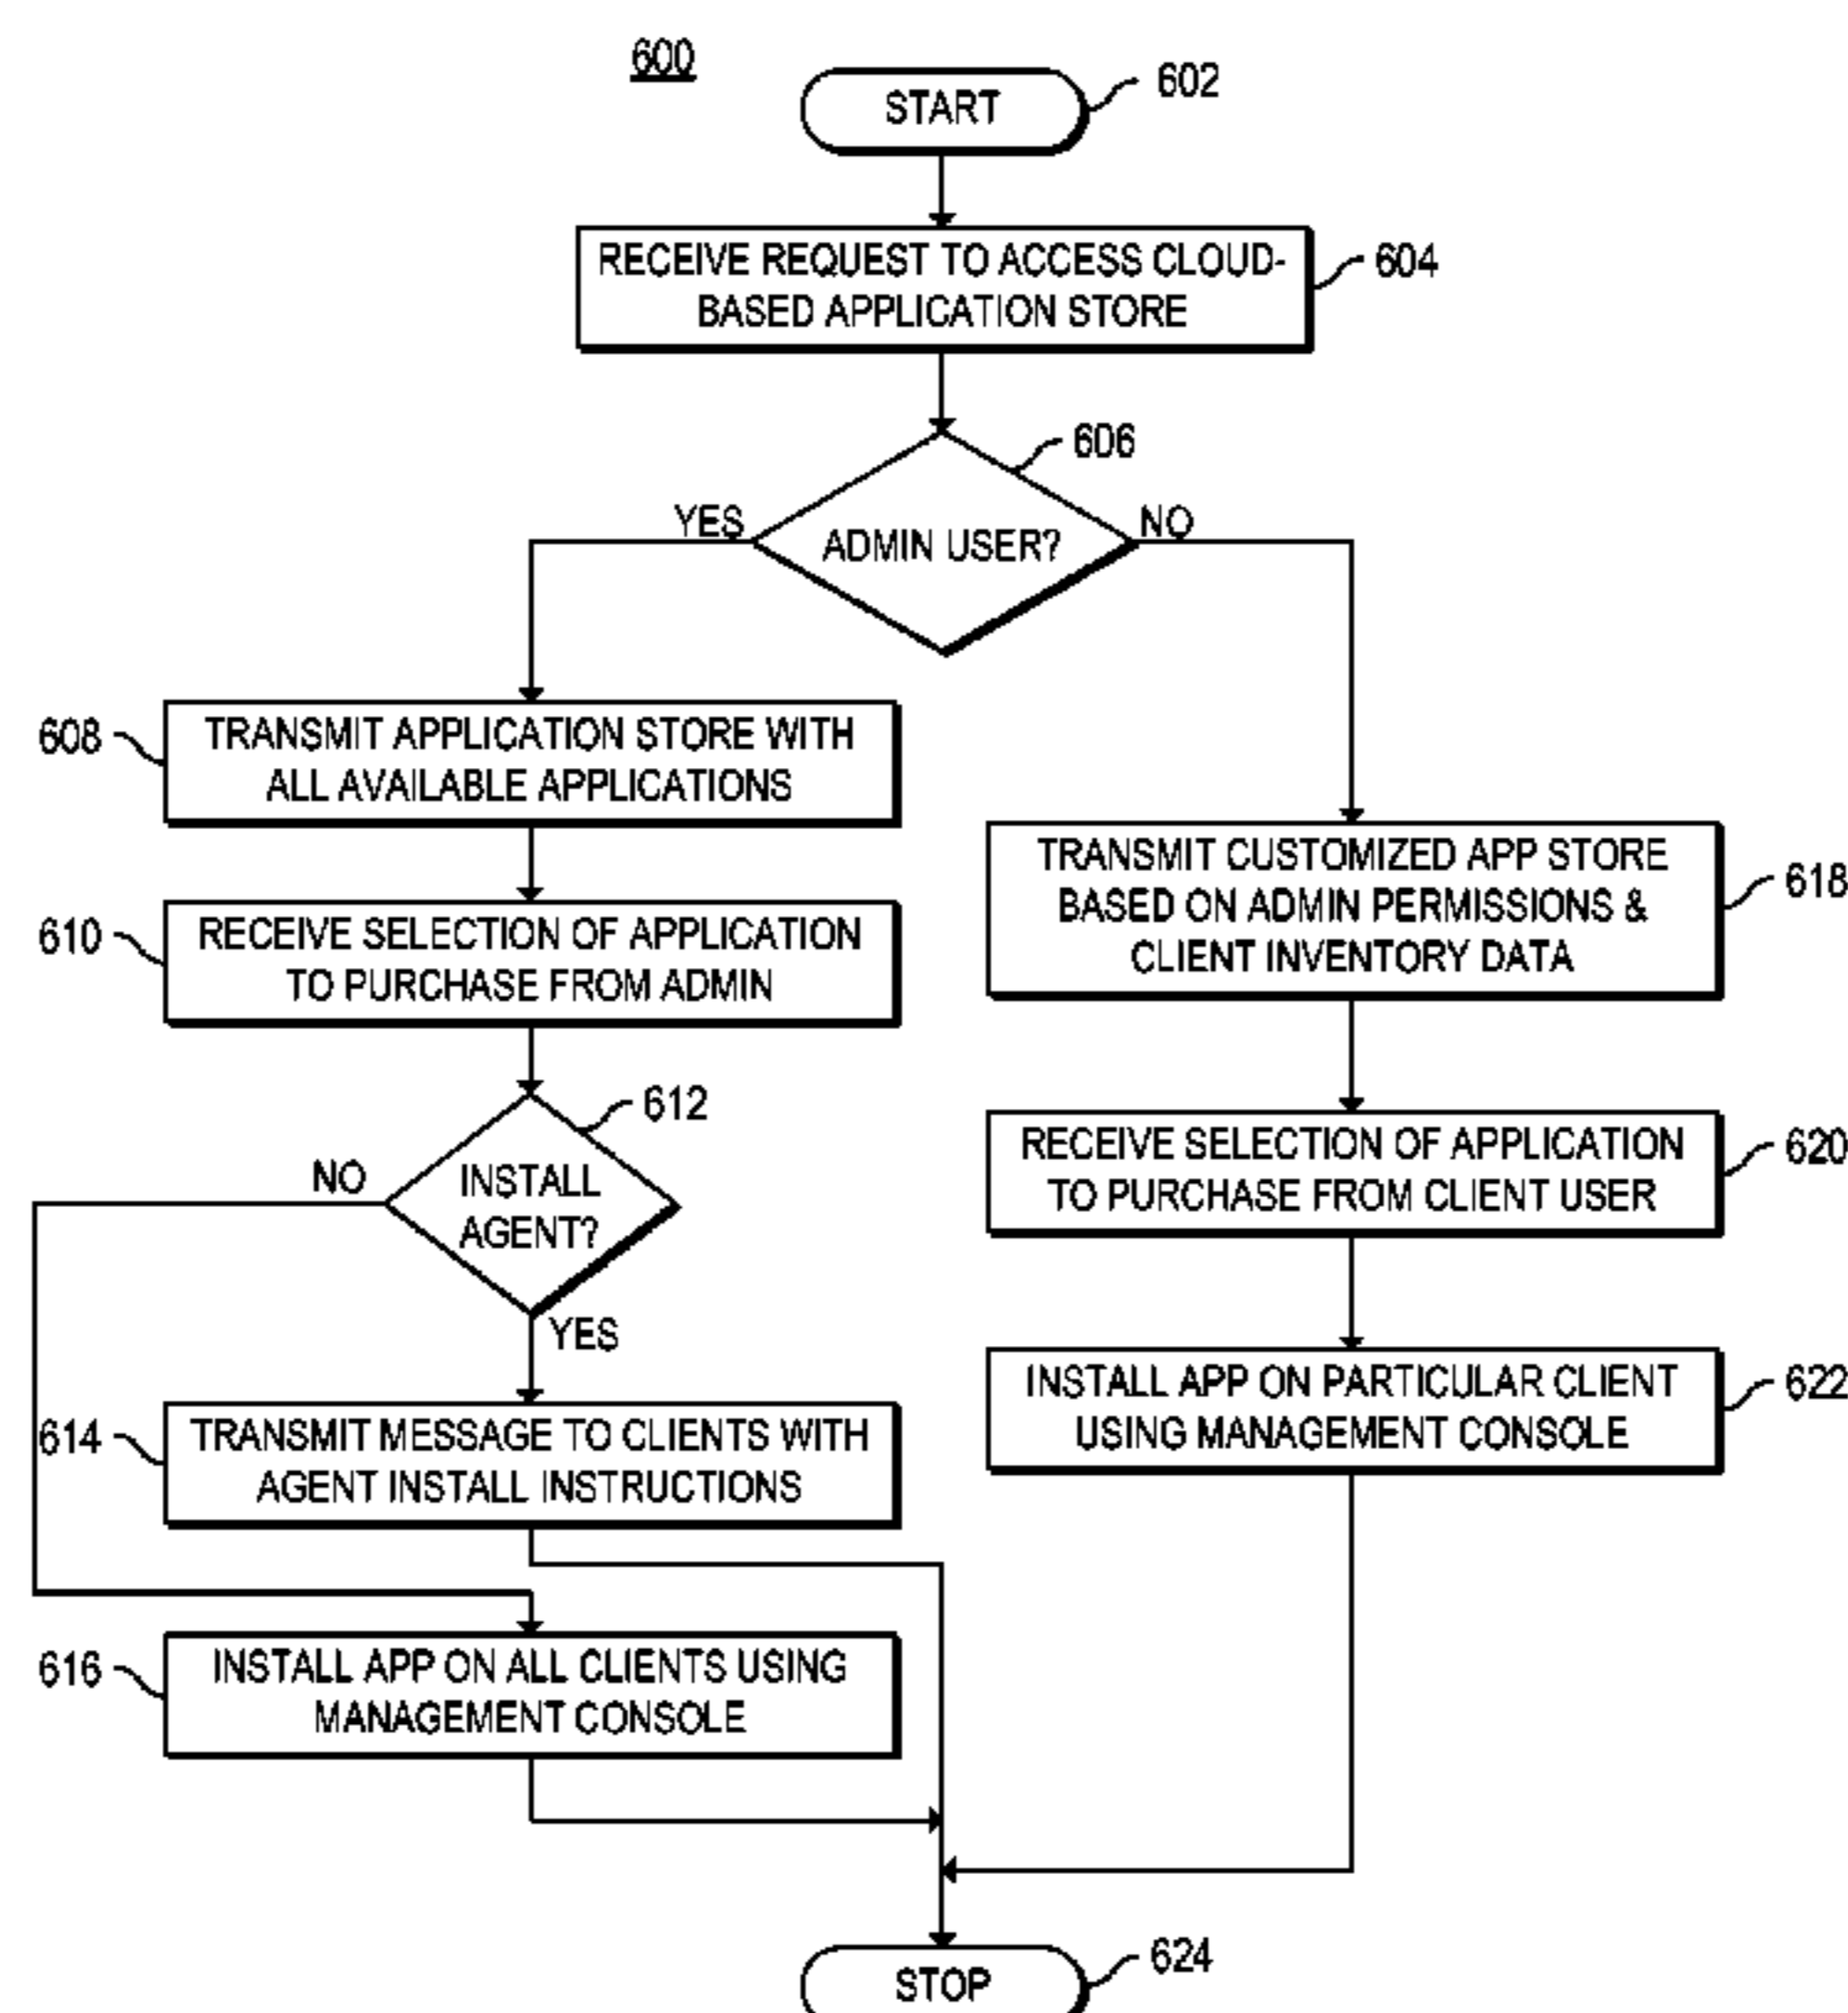 600
START
602
RECEIVE REQUEST TO ACCESS CLOUD-
BASED APPLICATION STORE
604
606
YES
ADMIN USER?
NO
608
TRANSMIT APPLICATION STORE WITH
ALL AVAILABLE APPLICATIONS
610
RECEIVE SELECTION OF APPLICATION
TO PURCHASE FROM ADMIN
612
NO
INSTALL
AGENT?
YES
614
TRANSMIT MESSAGE TO CLIENTS WITH
AGENT INSTALL INSTRUCTIONS
616
INSTALL APP ON ALL CLIENTS USING
MANAGEMENT CONSOLE
TRANSMIT CUSTOMIZED APP STORE
BASED ON ADMIN PERMISSIONS &
CLIENT INVENTORY DATA
618
RECEIVE SELECTION OF APPLICATION
TO PURCHASE FROM CLIENT USER
620
INSTALL APP ON PARTICULAR CLIENT
USING MANAGEMENT CONSOLE
622
STOP
624